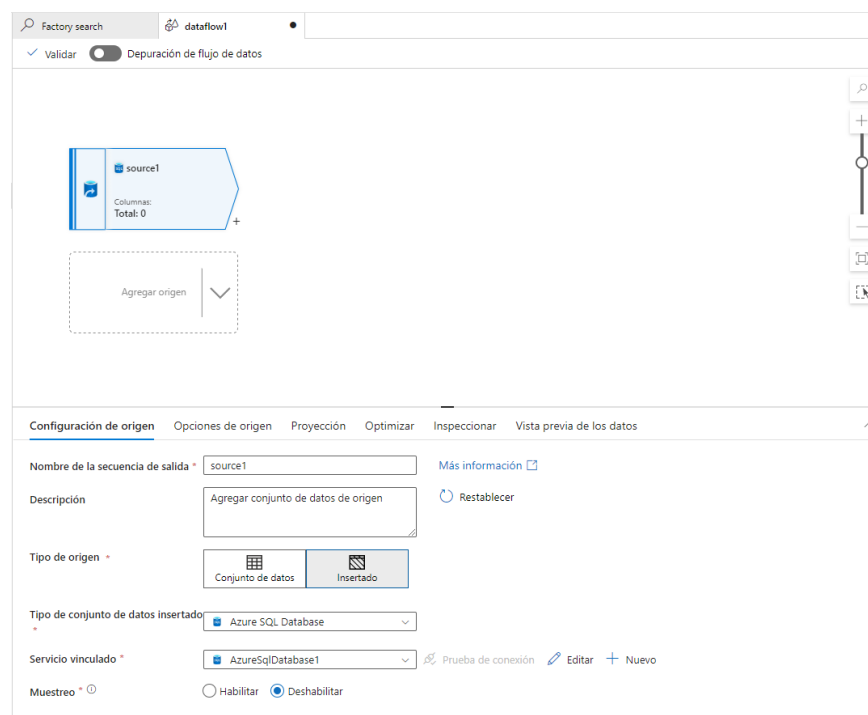 Factory search
dataflow1
Validar
Depuración de flujo de datos
SQL
source1
Columnas:
Total: 0
+
Agregar origen
Configuración de origen
Opciones de origen
Proyección
Optimizar
Inspeccionar
Vista previa de los datos
Nombre de la secuencia de salida *
source1
Más información
Descripción
Agregar conjunto de datos de origen
Restablecer
Tipo de origen *
Conjunto de datos
Insertado
Tipo de conjunto de datos insertado
*
Azure SQL Database
Servicio vinculado *
AzureSqlDatabase1
Prueba de conexión
Editar
Nuevo
Muestreo *
Habilitar
Deshabilitar